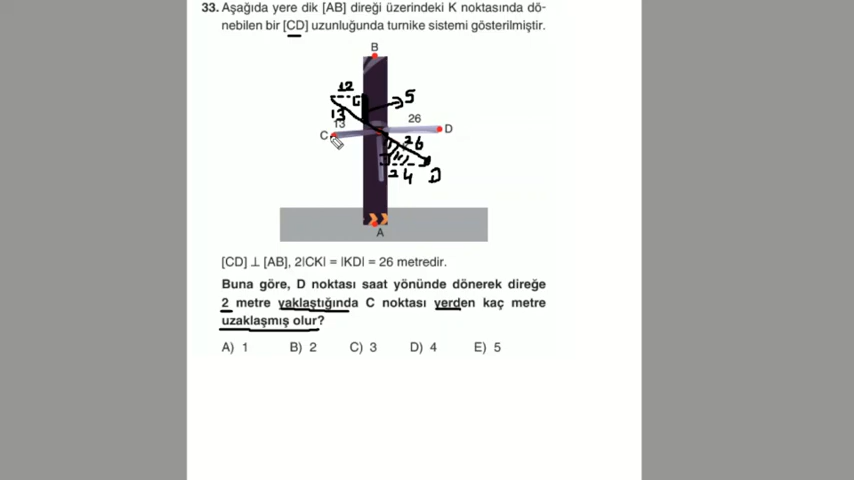 33. Aşağıda yere dik [AB] direği üzerindeki K noktasında dö-
nebilen bir [CD] uzunluğunda turnike sistemi gösterilmiştir.
B
12
5
13
13
26
C
D
26
24
D
A
[CD] ⊥ [AB], 2|CK| = |KD| = 26 metredir.
Buna göre, D noktası saat yönünde dönerek direğe
2 metre yaklaştığında C noktası yerden kaç metre
uzaklaşmış olur?
A) 1 B) 2 C) 3 D) 4 E) 5